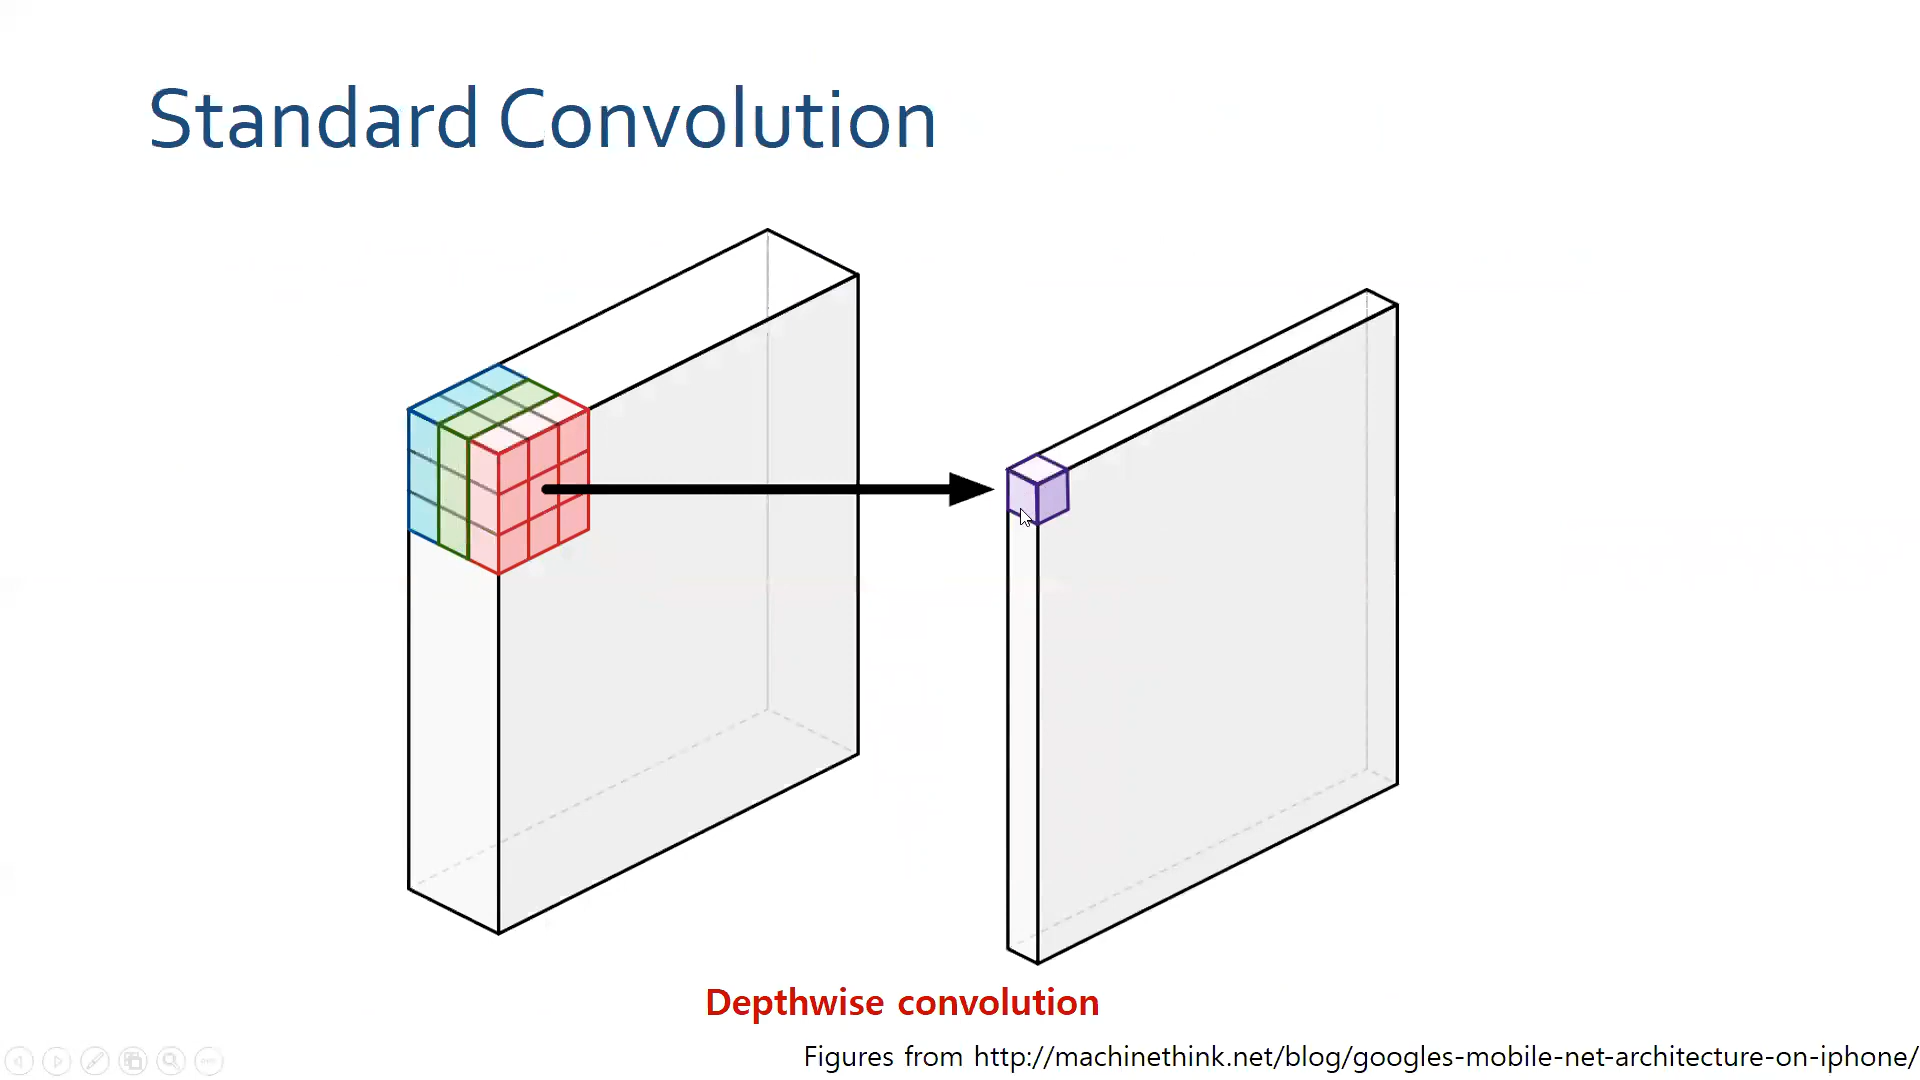 Standard Convolution
Depthwise convolution
Figures from http://machinethink.net/blog/googles-mobile-net-architecture-on-iphone/